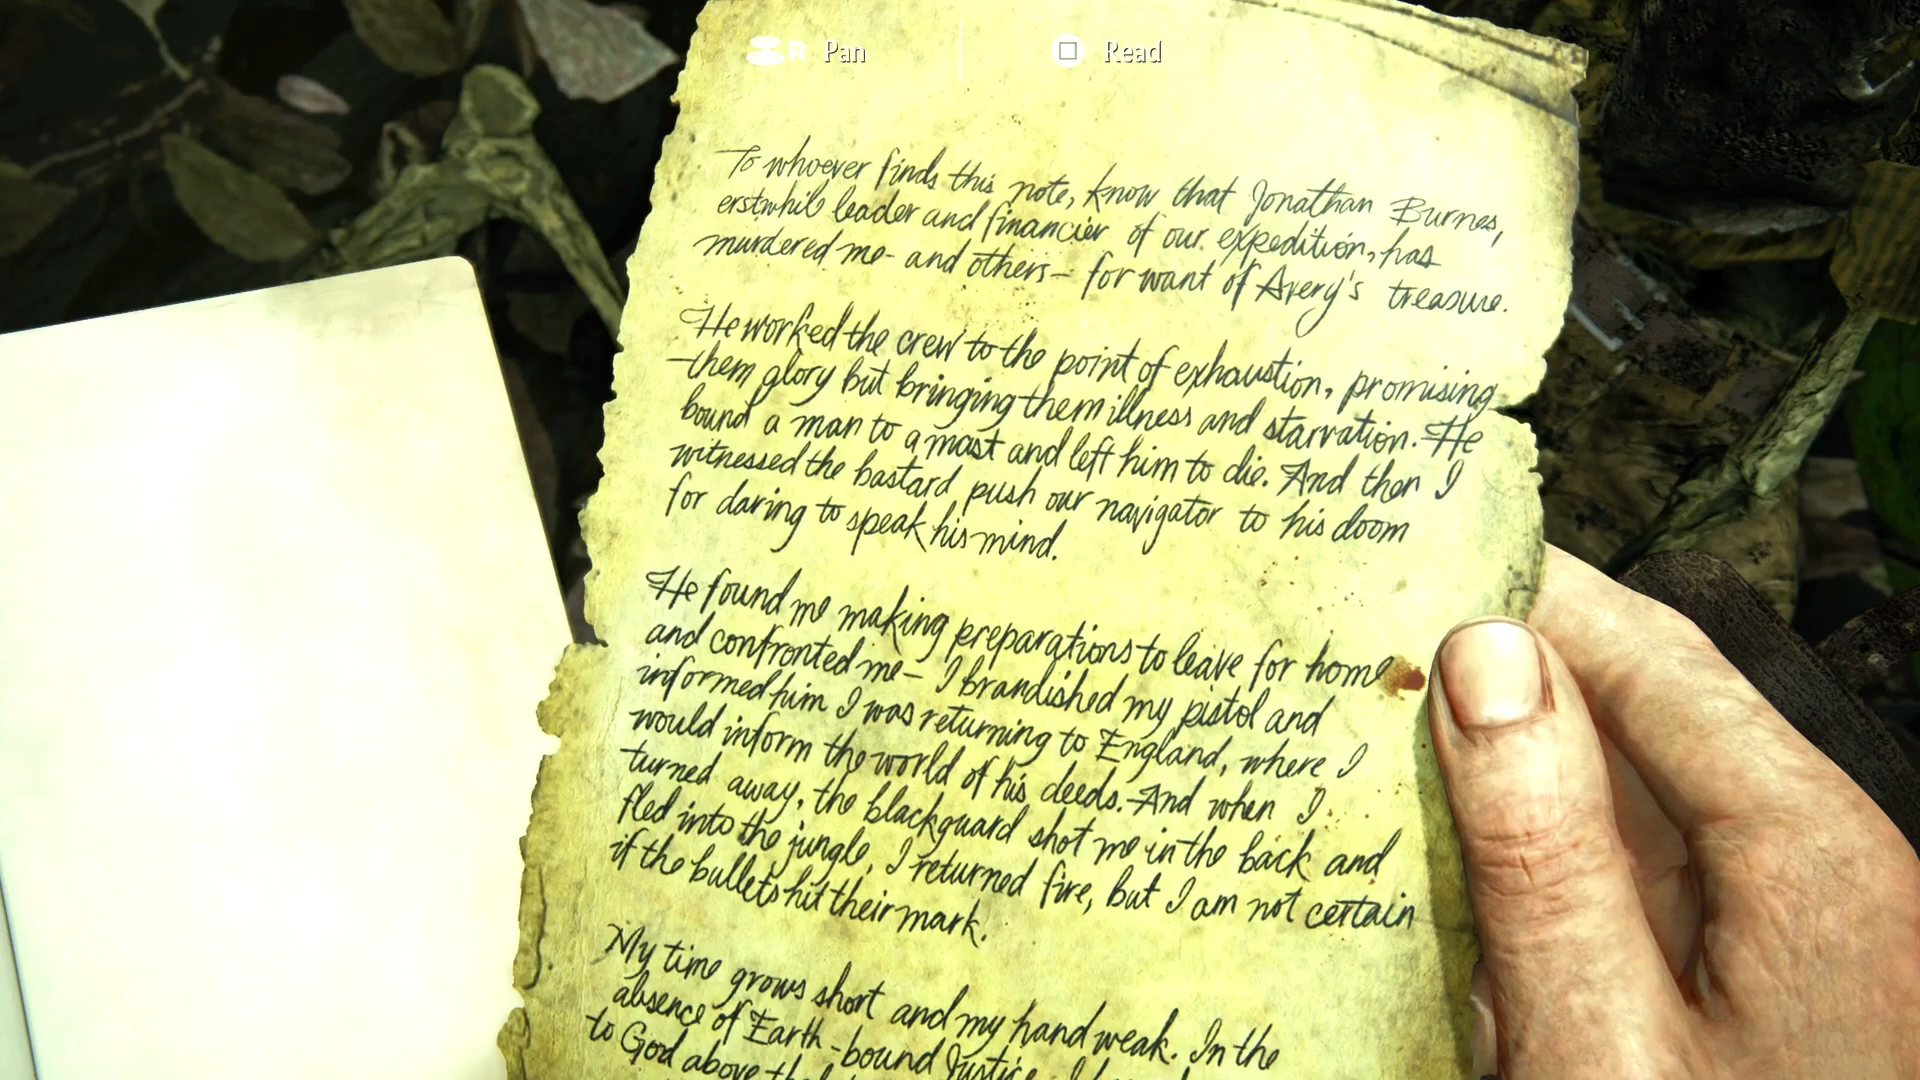 R Pan
Read
To whoever finds this note, know that Jonathan Burnes,
erstwhile leader and financier of our expedition, has
murdered me- and others- for want of Avery's treasure.
He worked the crew to the point of exhaustion, promising
them glory but bringing them illness and starvation. He
bound a man to a mast and left him to die. And then I
witnessed the bastard push our navigator to his doom
for daring to speak his mind.
He found me making preparations to leave for home
and confronted me- I brandished my pistol and
informed him I was returning to England, where I
would inform the world of his deeds. And when I
turned away, the blackguard shot me in the back and
fled into the jungle, I returned fire, but I am not certain
if the bullets hit their mark.
My time grows short and my hand weak. In the
absence of Earth-bound Justice
to God above